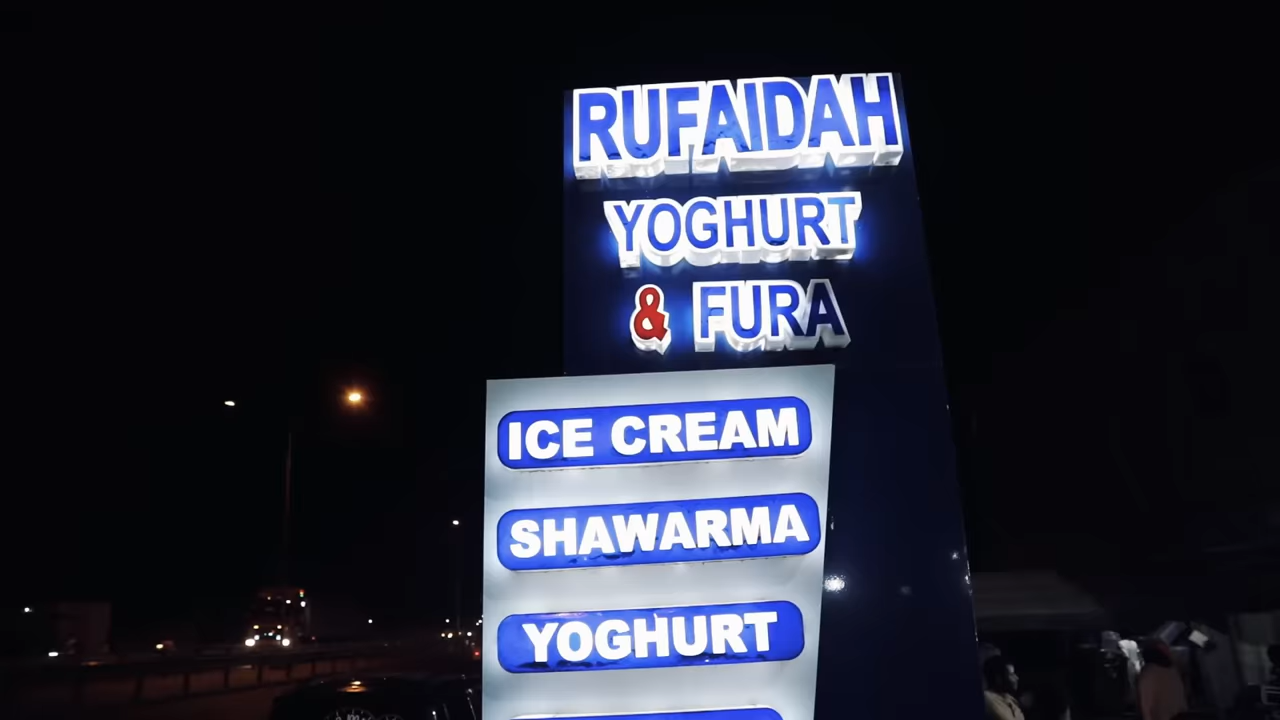 RUFAIDAH
YOGHURT
& FURA
ICE CREAM
SHAWARMA
YOGHURT